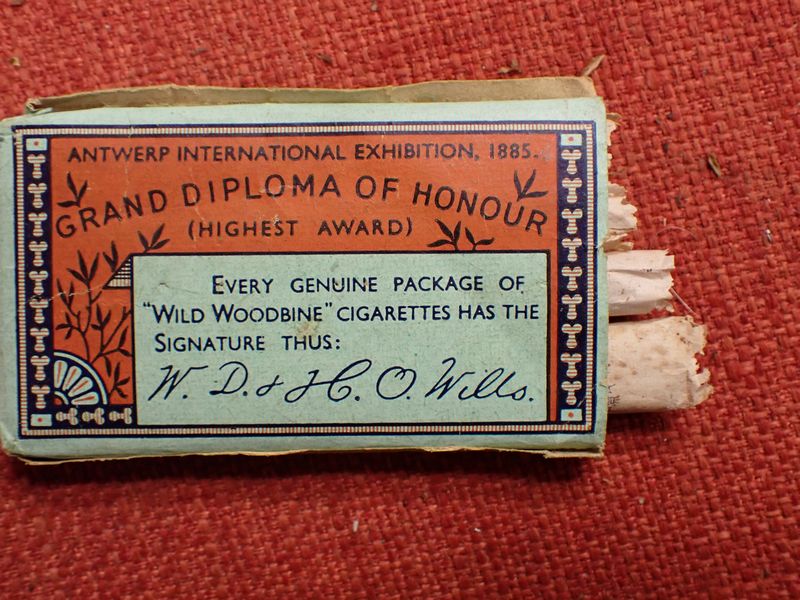 ANTWERP INTERNATIONAL EXHIBITION, 1885.
GRAND DIPLOMA OF HONOUR
(HIGHEST AWARD)
EVERY GENUINE PACKAGE OF
"WILD WOODBINE" CIGARETTES HAS THE
SIGNATURE THUS:
W. D. & H. O. Wills.